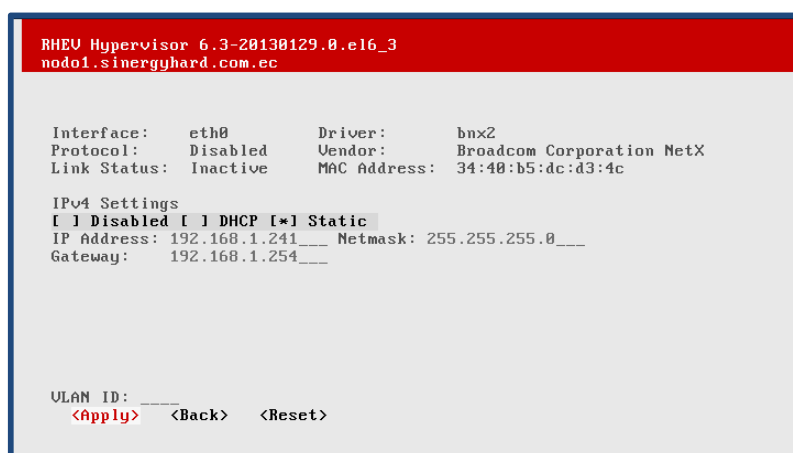 RHEV Hypervisor 6.3-20130129.0.el6_3
nodo1.sinergyhard.com.ec
Interface: eth0 Driver: bnx2
Protocol: Disabled Vendor: Broadcom Corporation NetX
Link Status: Inactive MAC Address: 34:40:b5:dc:d3:4c
IPv4 Settings
[ ] Disabled [ ] DHCP [*] Static
IP Address: 192.168.1.241___ Netmask: 255.255.255.0___
Gateway: 192.168.1.254___
VLAN ID: ____
<Apply> <Back> <Reset>